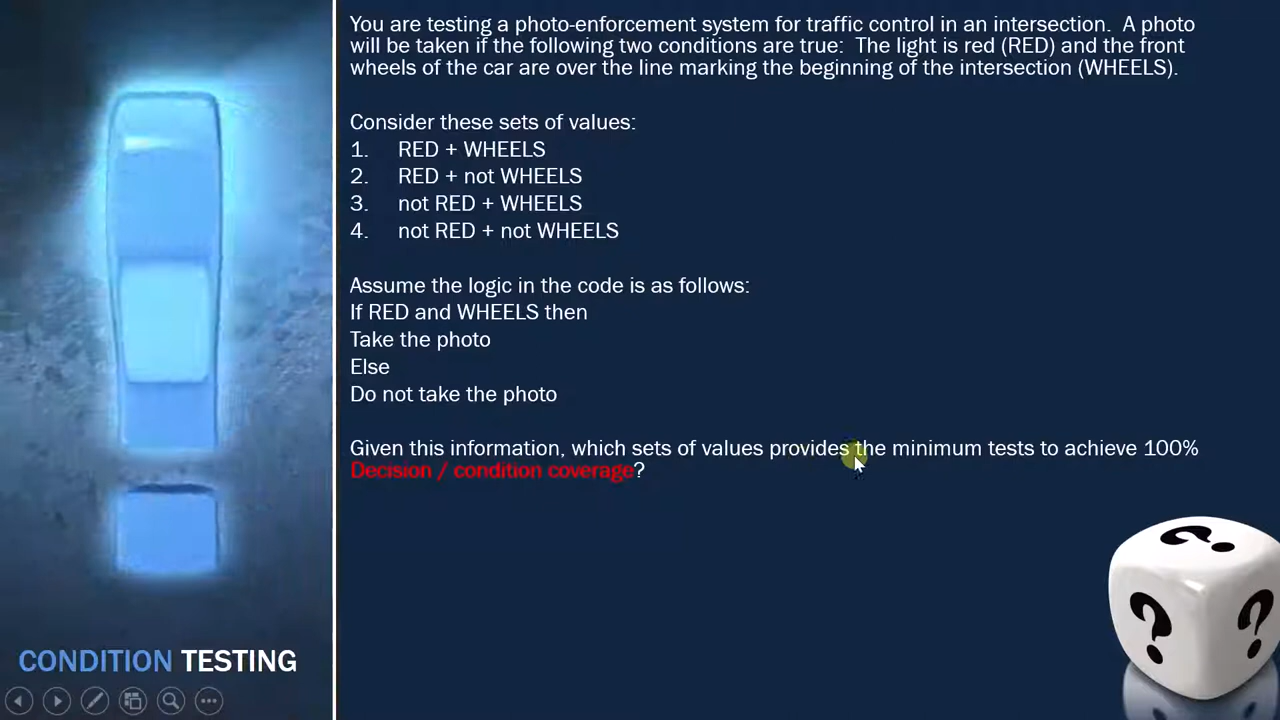 You are testing a photo-enforcement system for traffic control in an intersection. A photo
will be taken if the following two conditions are true: The light is red (RED) and the front
wheels of the car are over the line marking the beginning of the intersection (WHEELS).
Consider these sets of values:
1. RED + WHEELS
2. RED + not WHEELS
3. not RED + WHEELS
4. not RED + not WHEELS
Assume the logic in the code is as follows:
If RED and WHEELS then
Take the photo
Else
Do not take the photo
Given this information, which sets of values provides the minimum tests to achieve 100%
Decision / condition coverage?
CONDITION TESTING
? ? ?